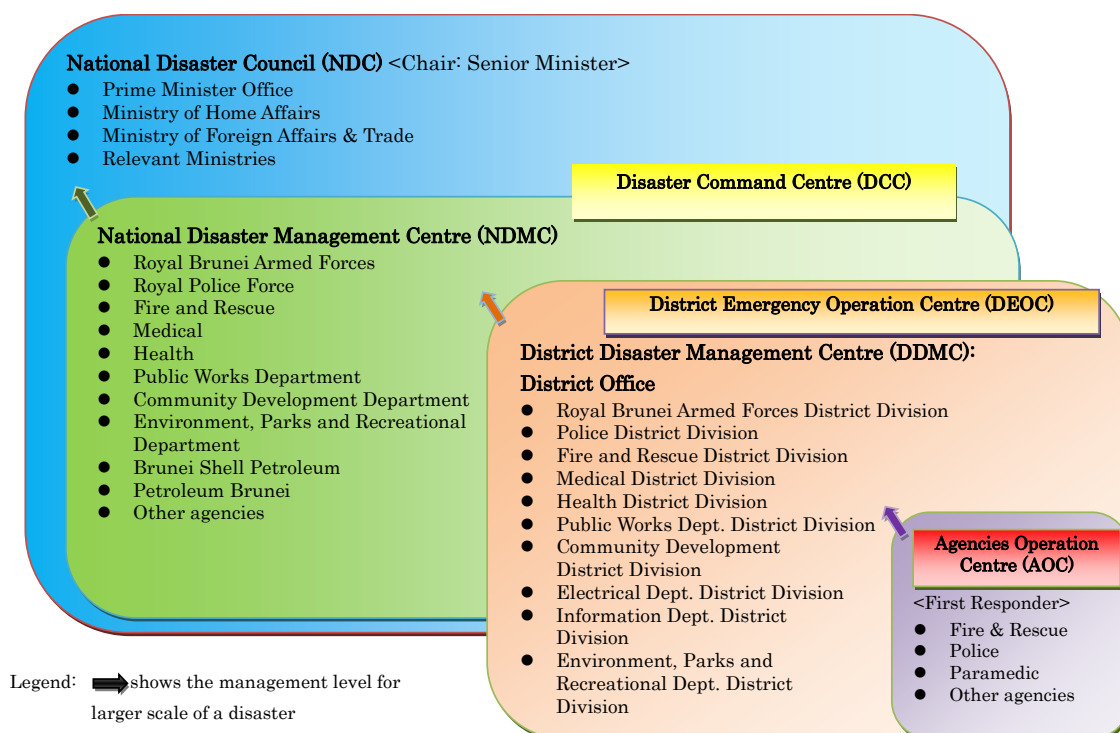 National Disaster Council (NDC) <Chair: Senior Minister>
● Prime Minister Office
● Ministry of Home Affairs
● Ministry of Foreign Affairs & Trade
● Relevant Ministries
Disaster Command Centre (DCC)
National Disaster Management Centre (NDMC)
● Royal Brunei Armed Forces
● Royal Police Force
● Fire and Rescue
● Medical
● Health
● Public Works Department
● Community Development Department
● Environment, Parks and Recreational
Department
● Brunei Shell Petroleum
● Petroleum Brunei
● Other agencies
District Emergency Operation Centre (DEOC)
District Disaster Management Centre (DDMC):
District Office
● Royal Brunei Armed Forces District Division
● Police District Division
● Fire and Rescue District Division
● Medical District Division
● Health District Division
● Public Works Dept. District Division
● Community Development
District Division
● Electrical Dept. District Division
● Information Dept. District
Division
● Environment, Parks and
Recreational Dept. District
Division
Agencies Operation
Centre (AOC)
<First Responder>
● Fire & Rescue
● Police
● Paramedic
● Other agencies
Legend: shows the management level for
larger scale of a disaster